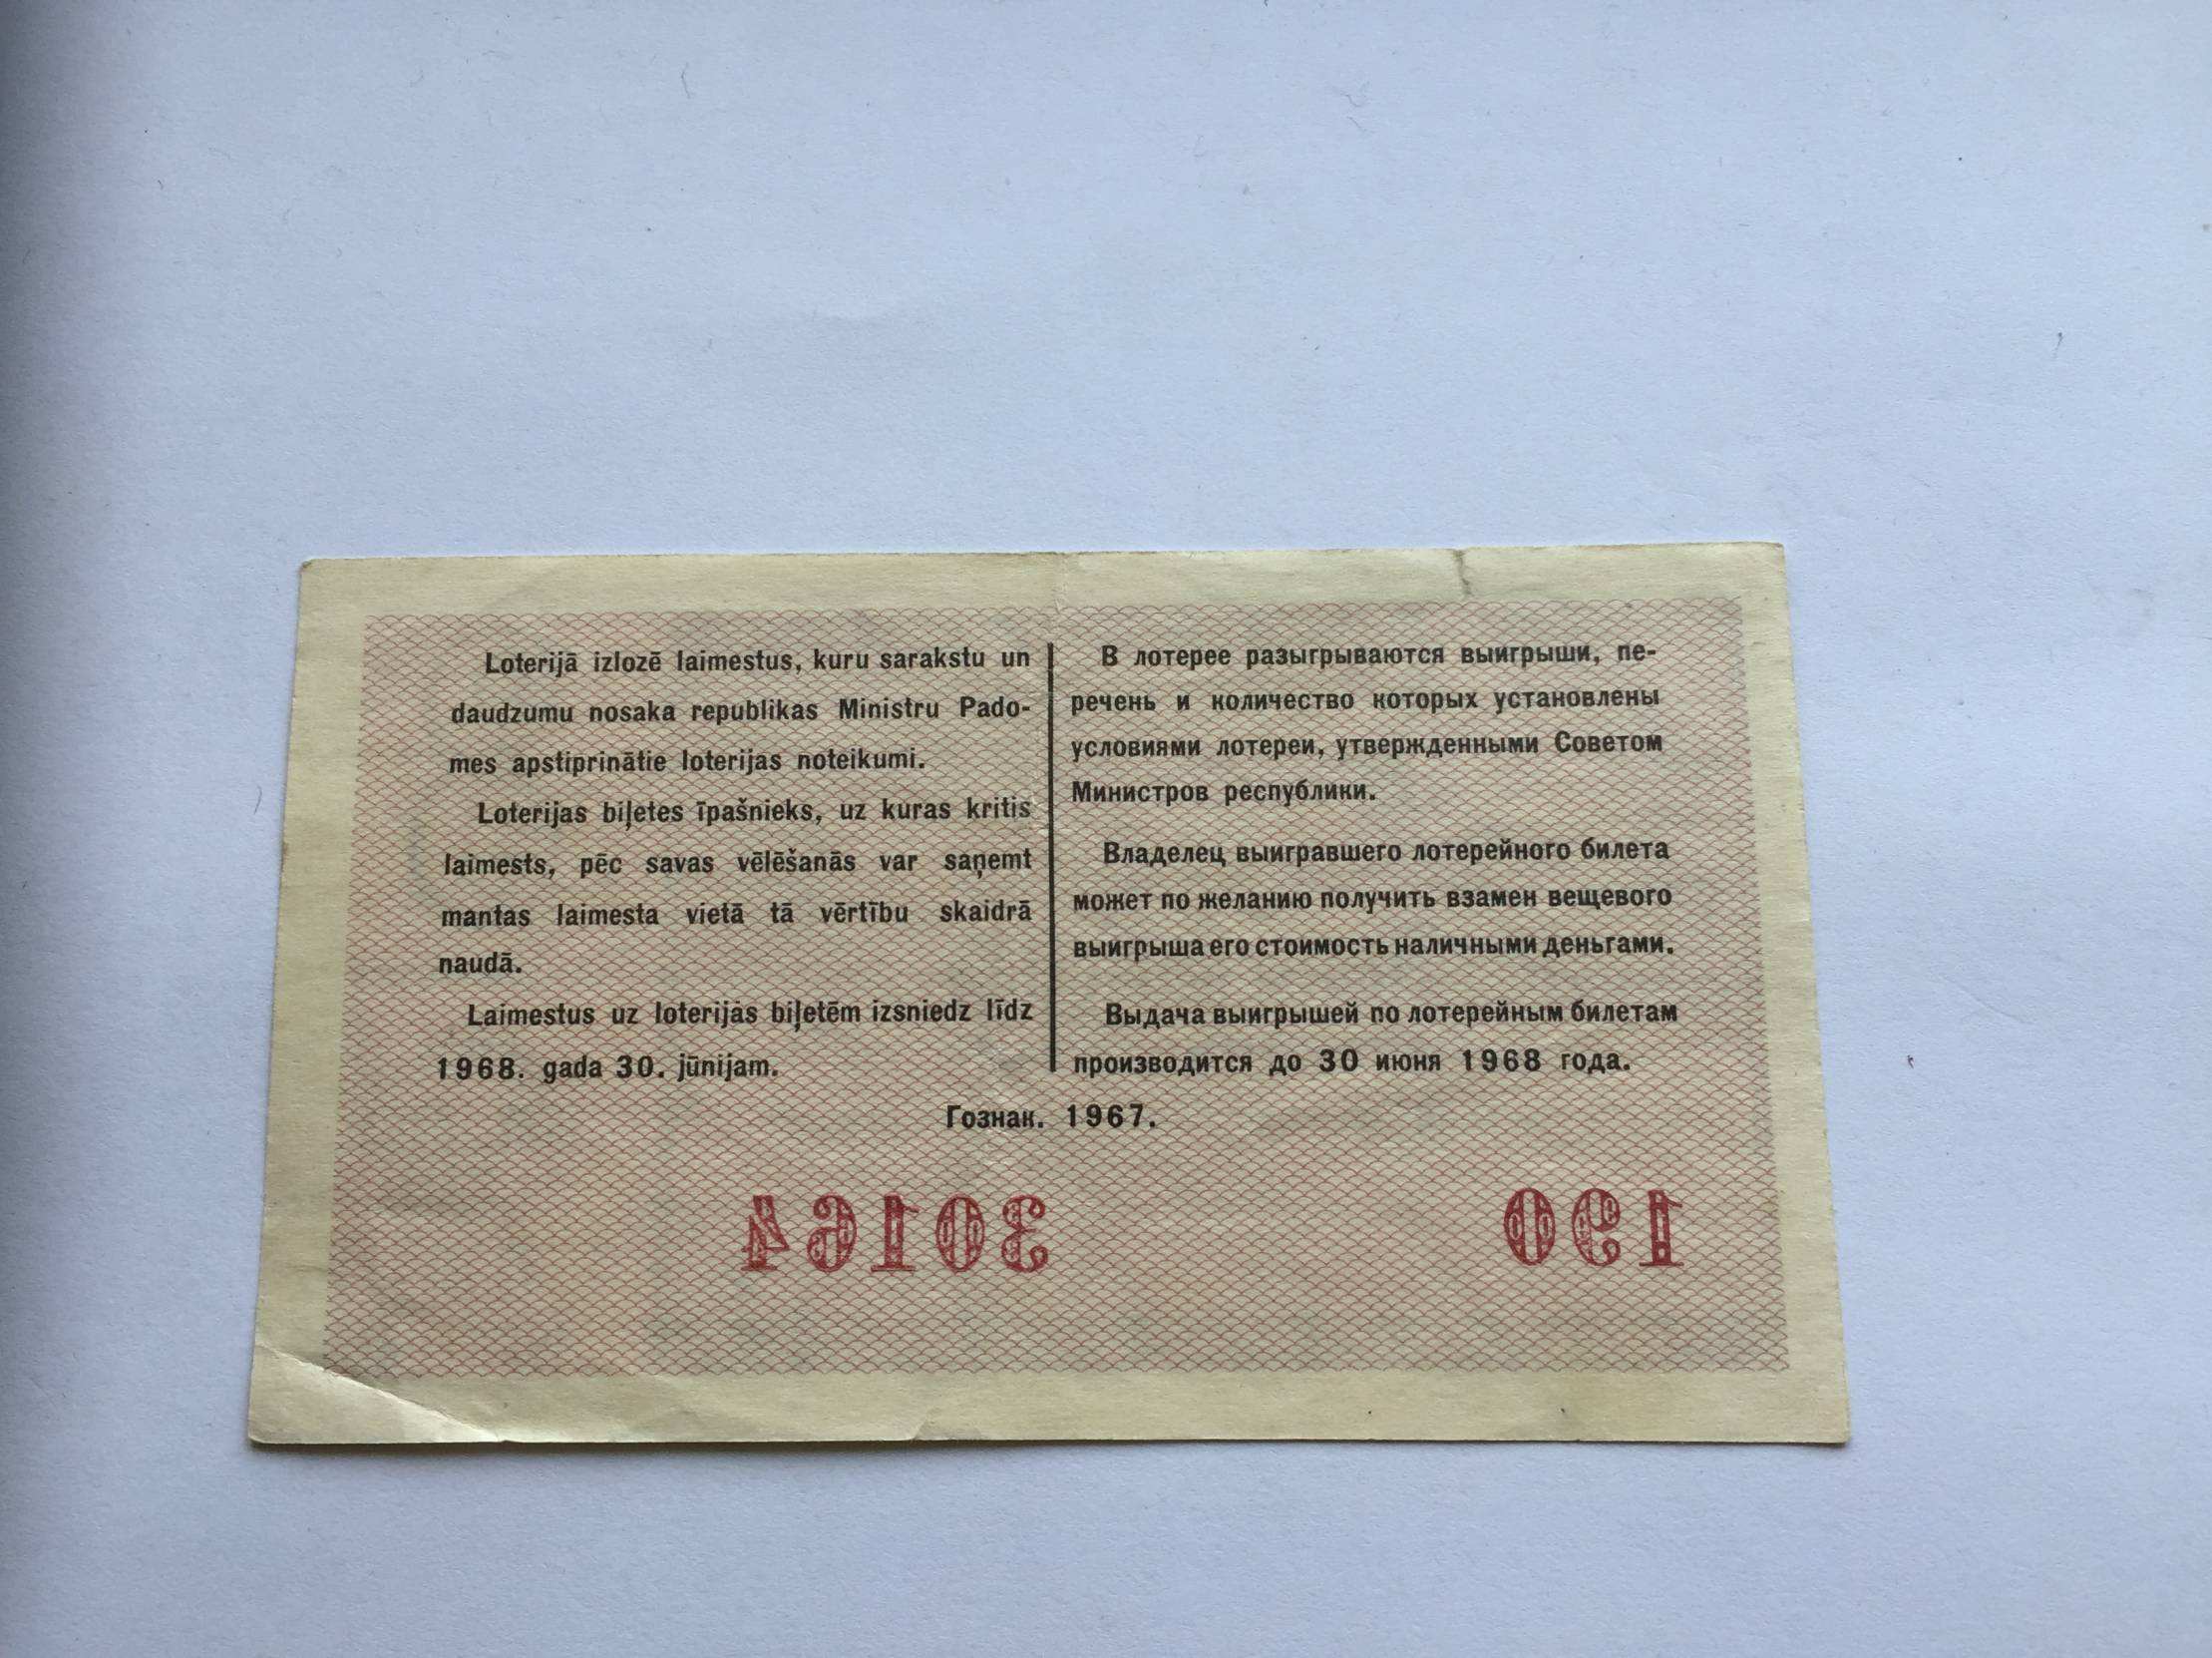 Loterijā izlozē laimestus, kuru sarakstu un
daudzumu nosaka republikas Ministru Pado-
mes apstiprinātie loterijas noteikumi.
Loterijas biļetes īpašnieks, uz kuras kritis
laimests, pēc savas vēlēšanās var saņemt
mantas laimesta vietā tā vērtību skaidrā
naudā.
Laimestus uz loterijas biļetēm izsniedz līdz
1968. gada 30. jūnijam.
В лотерее разыгрываются выигрыши, пе-
речень и количество которых установлены
условиями лотереи, утвержденными Советом
Министров республики.
Владелец выигравшего лотерейного билета
может по желанию получить взамен вещевого
выигрыша его стоимость наличными деньгами.
Выдача выигрышей по лотерейным билетам
производится до 30 июня 1968 года.
Гознак. 1967.
30164
190